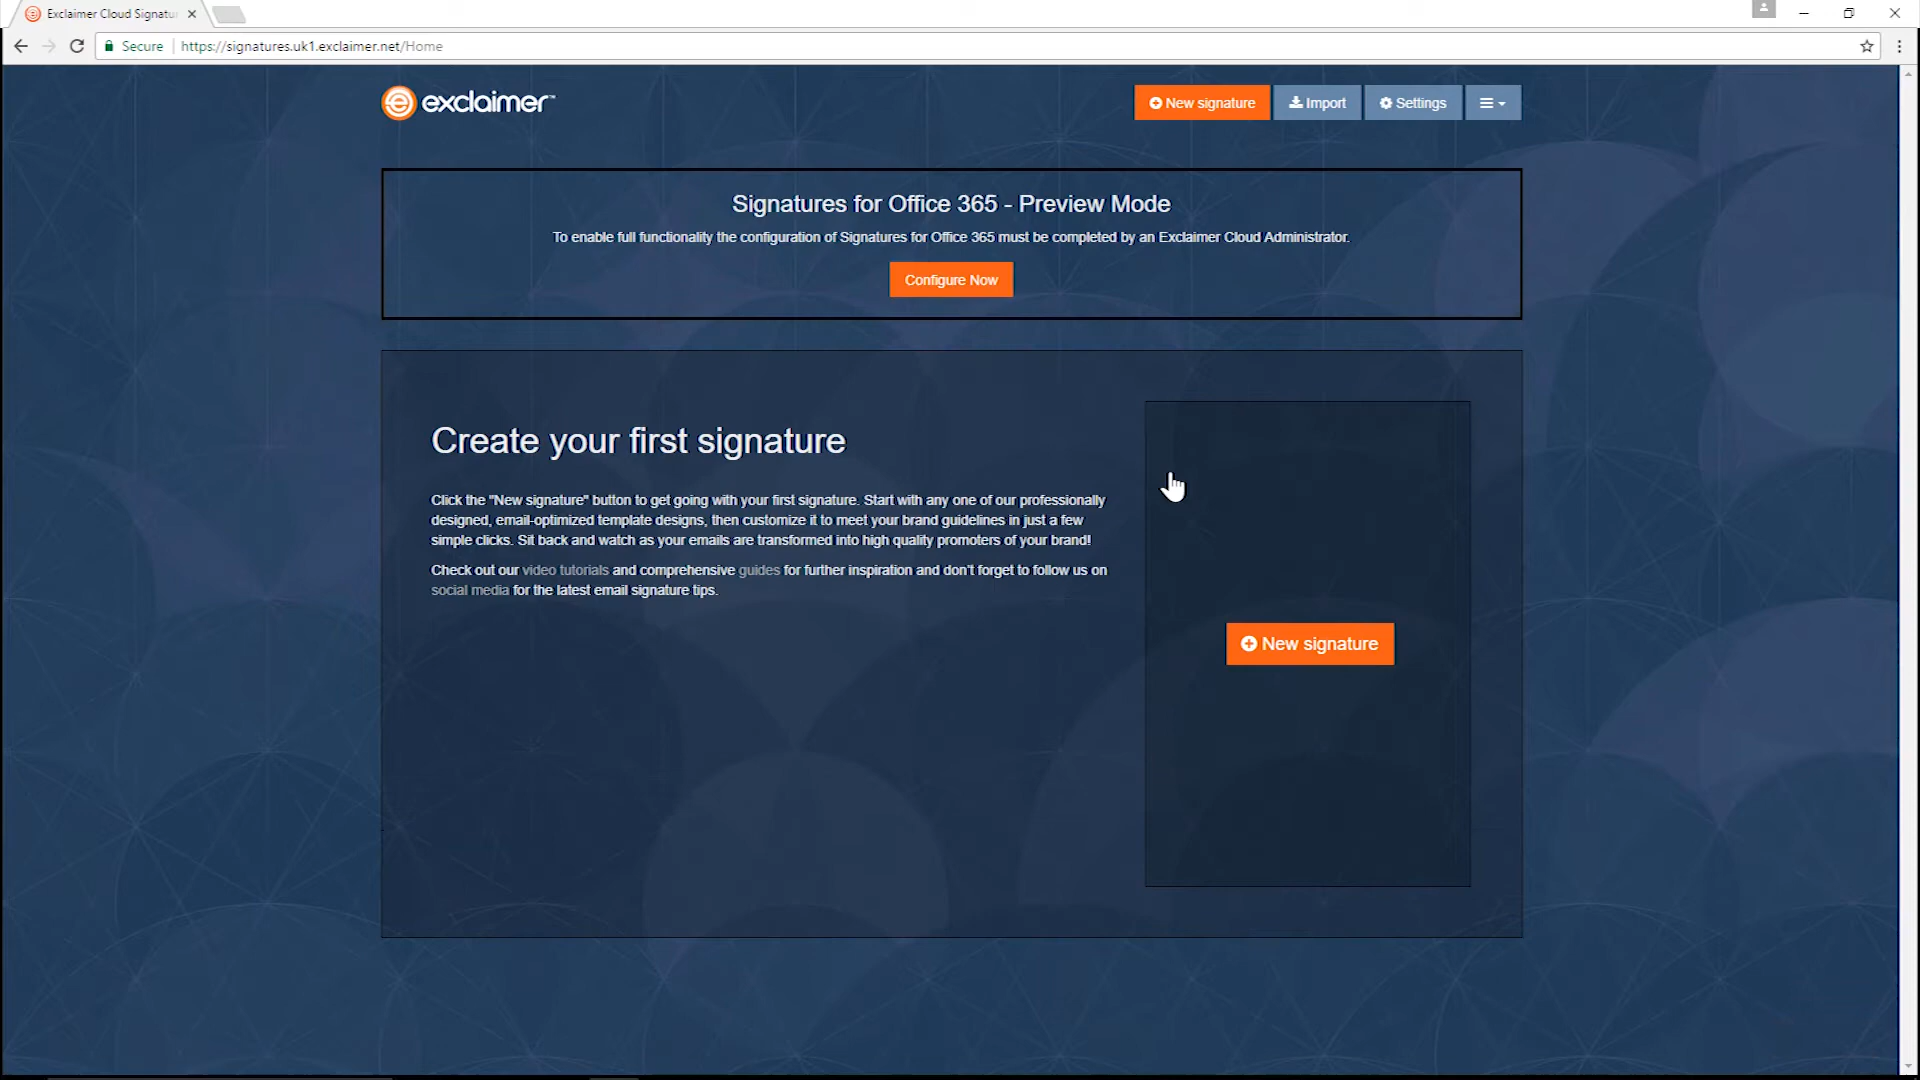 Exclaimer Cloud Signatu
Secure
https://signatures.uk1.exclaimer.net/Home
exclaimer™
New signature
Import
Settings
Signatures for Office 365 - Preview Mode
To enable full functionality the configuration of Signatures for Office 365 must be completed by an Exclaimer Cloud Administrator.
Configure Now
Create your first signature
Click the "New signature" button to get going with your first signature. Start with any one of our professionally
designed, email-optimized template designs, then customize it to meet your brand guidelines in just a few
simple clicks. Sit back and watch as your emails are transformed into high quality promoters of your brand!
Check out our video tutorials and comprehensive guides for further inspiration and don't forget to follow us on
social media for the latest email signature tips.
New signature